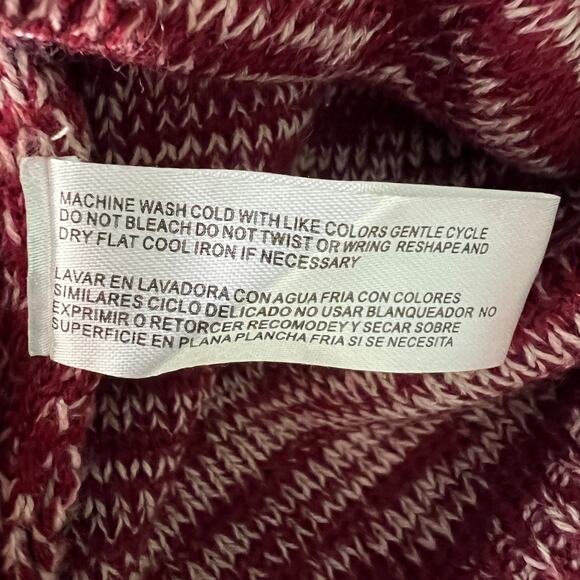 MACHINE WASH COLD WITH LIKE COLORS GENTLE CYCLE
DO NOT BLEACH DO NOT TWIST OR WRING RESHAPE AND
DRY FLAT COOL IRON IF NECESSARY
LAVAR EN LAVADORA CON AGUA FRIA CON COLORES
SIMILARES CICLO DELICADO NO USAR BLANQUEADOR NO
EXPRIMIR O RETORCER RECOMODEY Y SECAR SOBRE
SUPERFICIE EN PLANA PLANCHA FRIA SI SE NECESITA